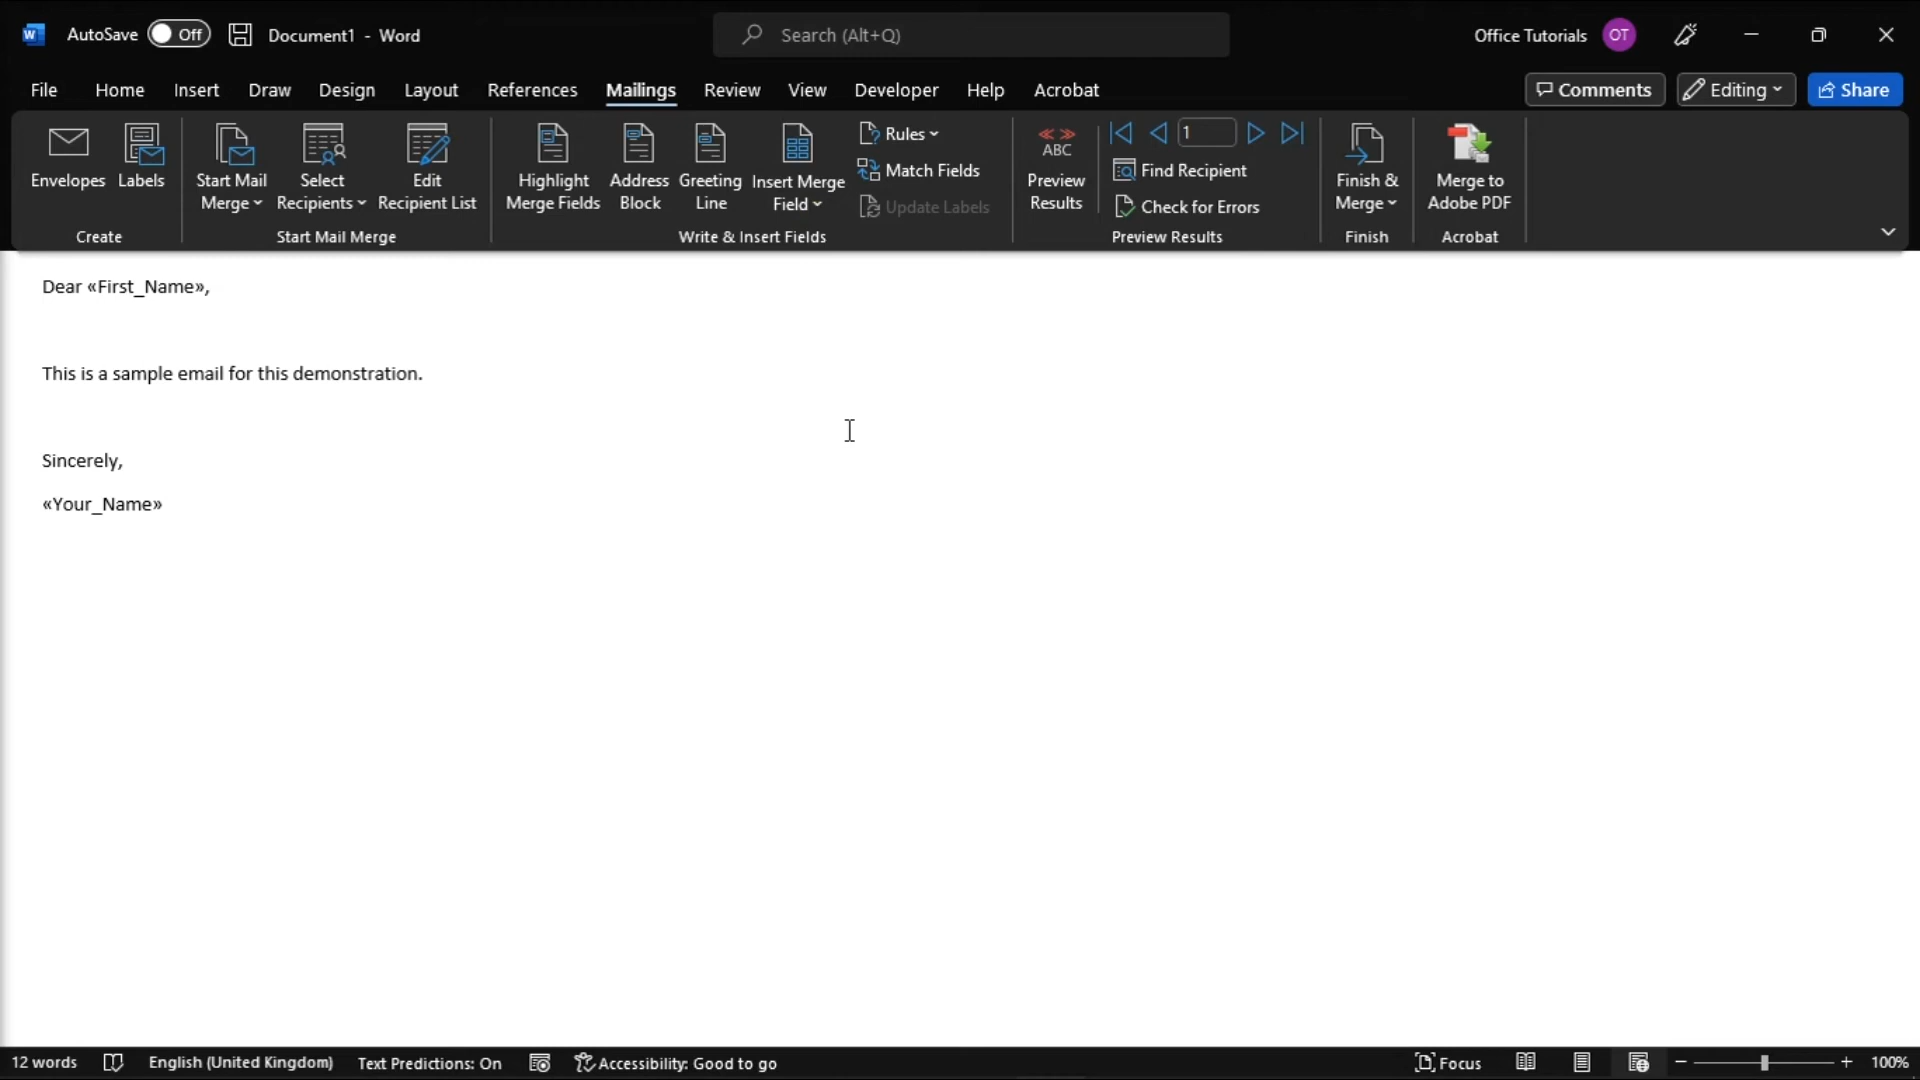 W AutoSave Off Document1 - Word Search (Alt+Q) Office Tutorials OT
File Home Insert Draw Design Layout References Mailings Review View Developer Help Acrobat Comments Editing Share
Envelopes Labels Start Mail Merge Select Recipients Edit Recipient List Highlight Merge Fields Address Block Greeting Line Insert Merge Field Rules Match Fields Update Labels « » ABC Preview Results 1 Find Recipient Check for Errors Finish & Merge Merge to Adobe PDF
Create Start Mail Merge Write & Insert Fields Preview Results Finish Acrobat
Dear «First_Name»,
This is a sample email for this demonstration.
Sincerely,
«Your_Name»
12 words English (United Kingdom) Text Predictions: On Accessibility: Good to go Focus − + 100%